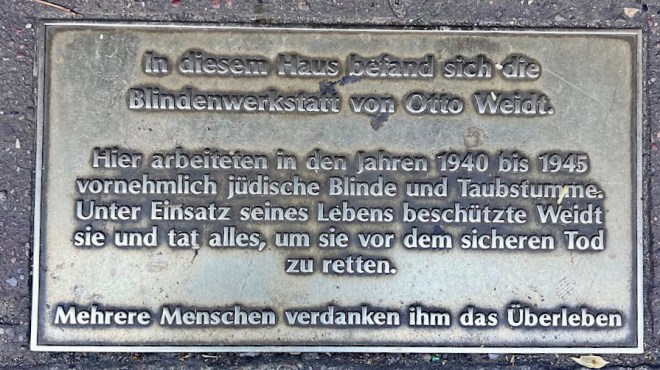 In diesem Haus befand sich die
Blindenwerkstatt von Otto Weidt.
Hier arbeiteten in den Jahren 1940 bis 1945
vornehmlich jüdische Blinde und Taubstumme.
Unter Einsatz seines Lebens beschützte Weidt
sie und tat alles, um sie vor dem sicheren Tod
zu retten.
Mehrere Menschen verdanken ihm das Überleben